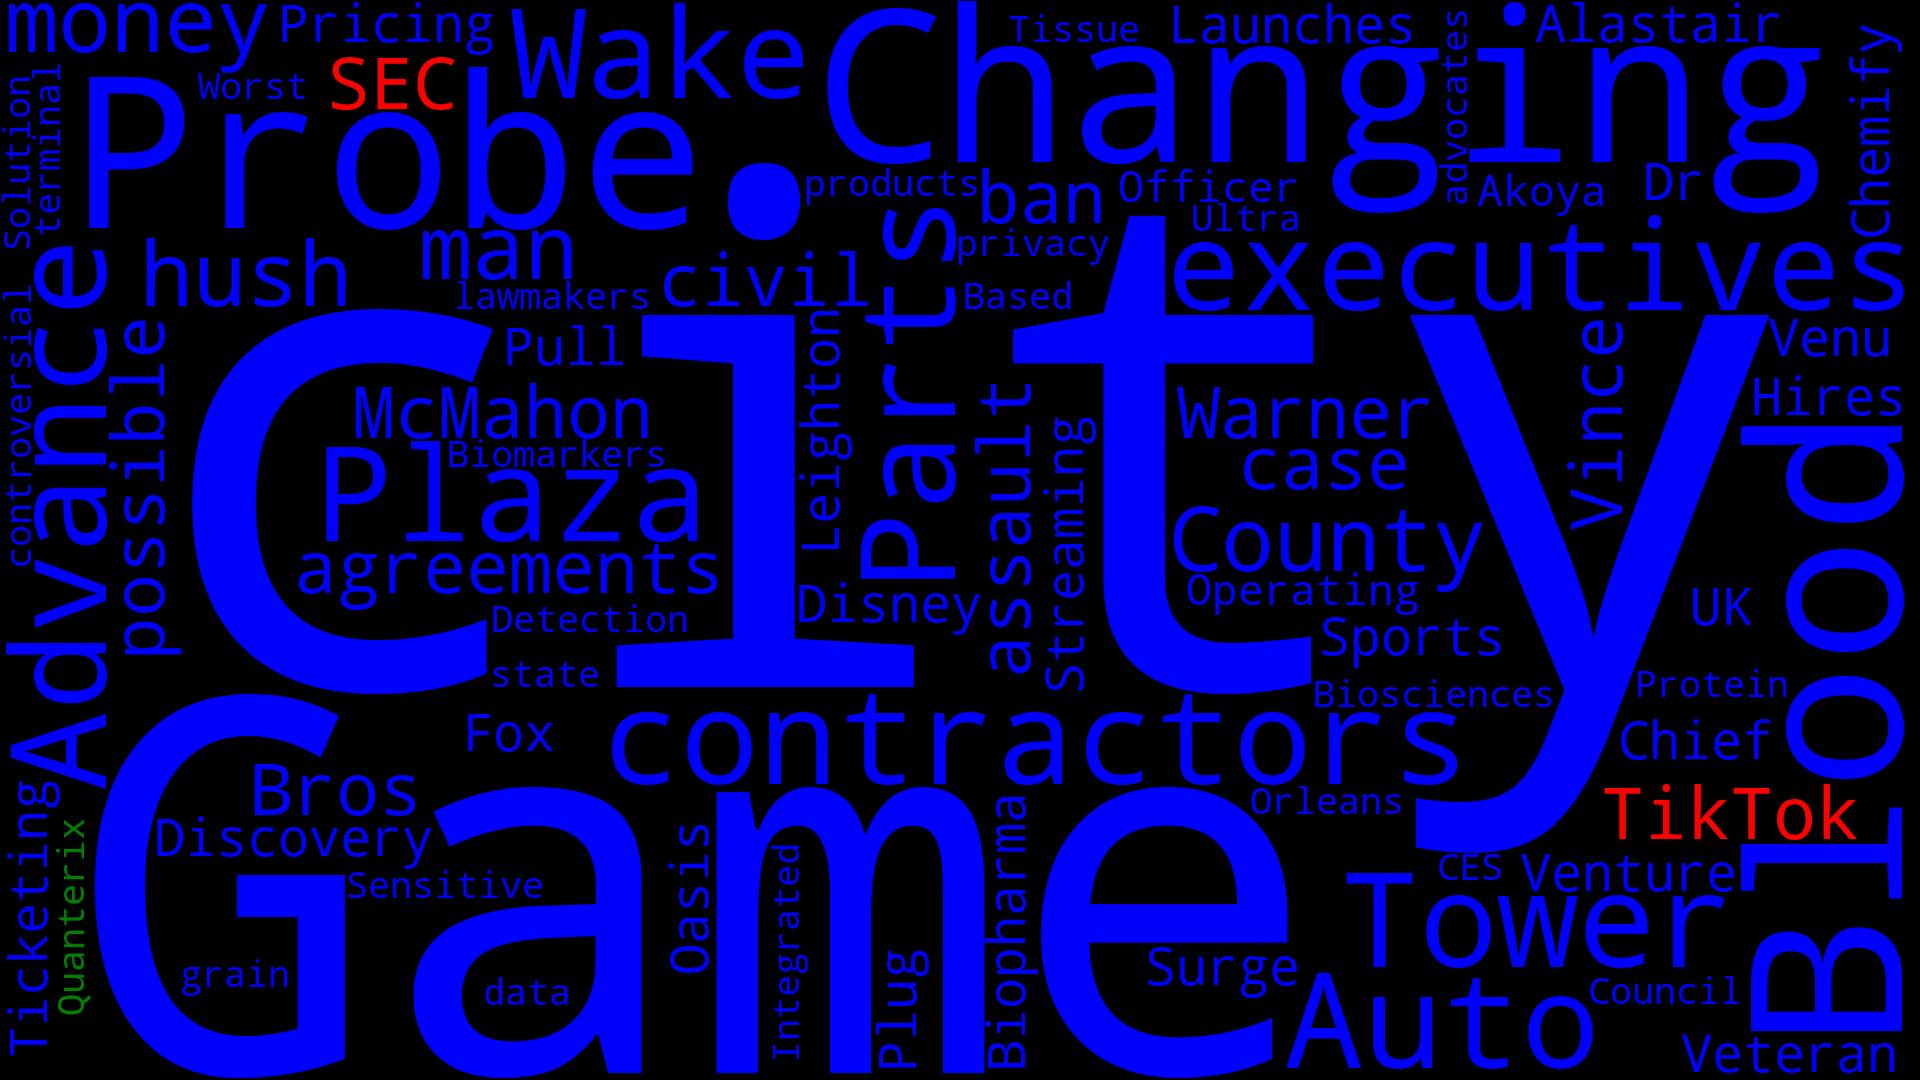 money
Pricing
Wake
Changing
Tissue
Launches
advocates
Alastair
Chemify
Worst
SEC
Probe
Solution
terminal
products
ban
Officer
Akoya
Dr
Ultra
privacy
executives
hush
man
civil
lawmakers
Based
Parts
Advance
possible
controversial
city
Pull
Leighton
Venu
Vince
McMahon
Biomarkers
Plaza
agreements
assault
Streaming
Warner
case
County
Hires
Blood
Disney
Operating
Detection
state
Sports
UK
Biosciences
Protein
Chief
Fox
contractors
Game
Bros
Discovery
Sensitive
Orleans
TikTok
Ticketing
Quanterix
Oasis
Integrated
Biopharma
CES
Venture
Tower
grain
data
Plug
Surge
Auto
Council
Veteran